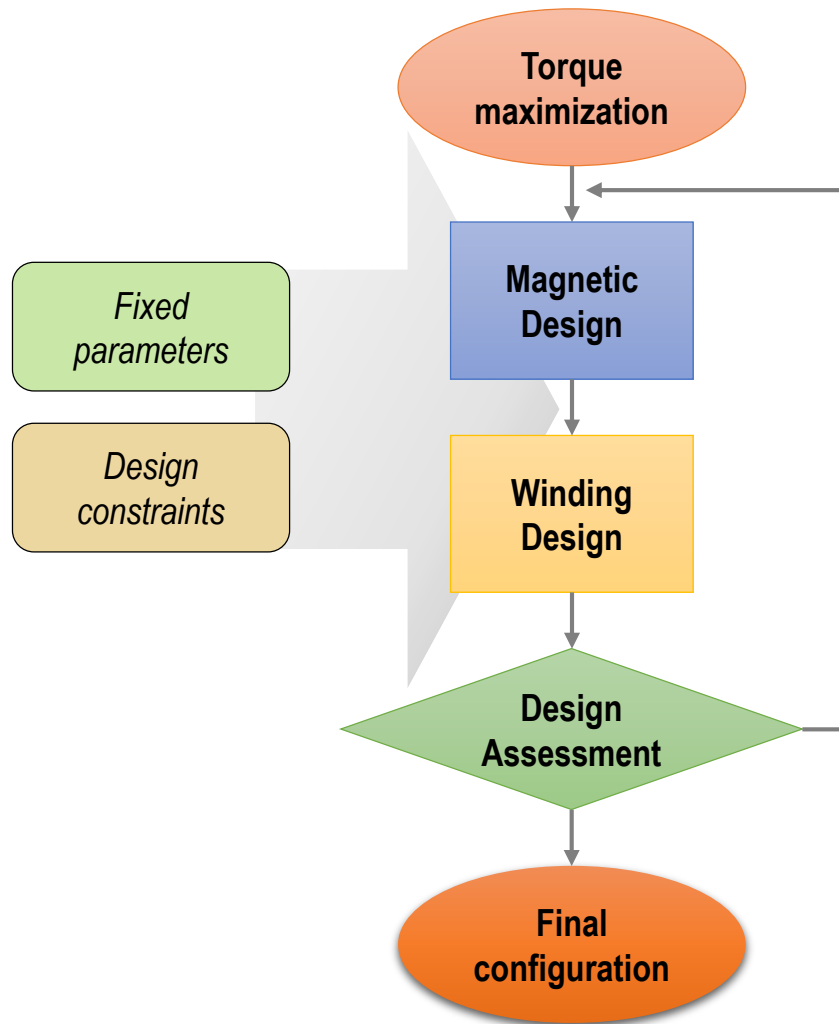 Torque
maximization
Magnetic
Design
Fixed
parameters
Design
constraints
Winding
Design
Design
Assessment
Final
configuration